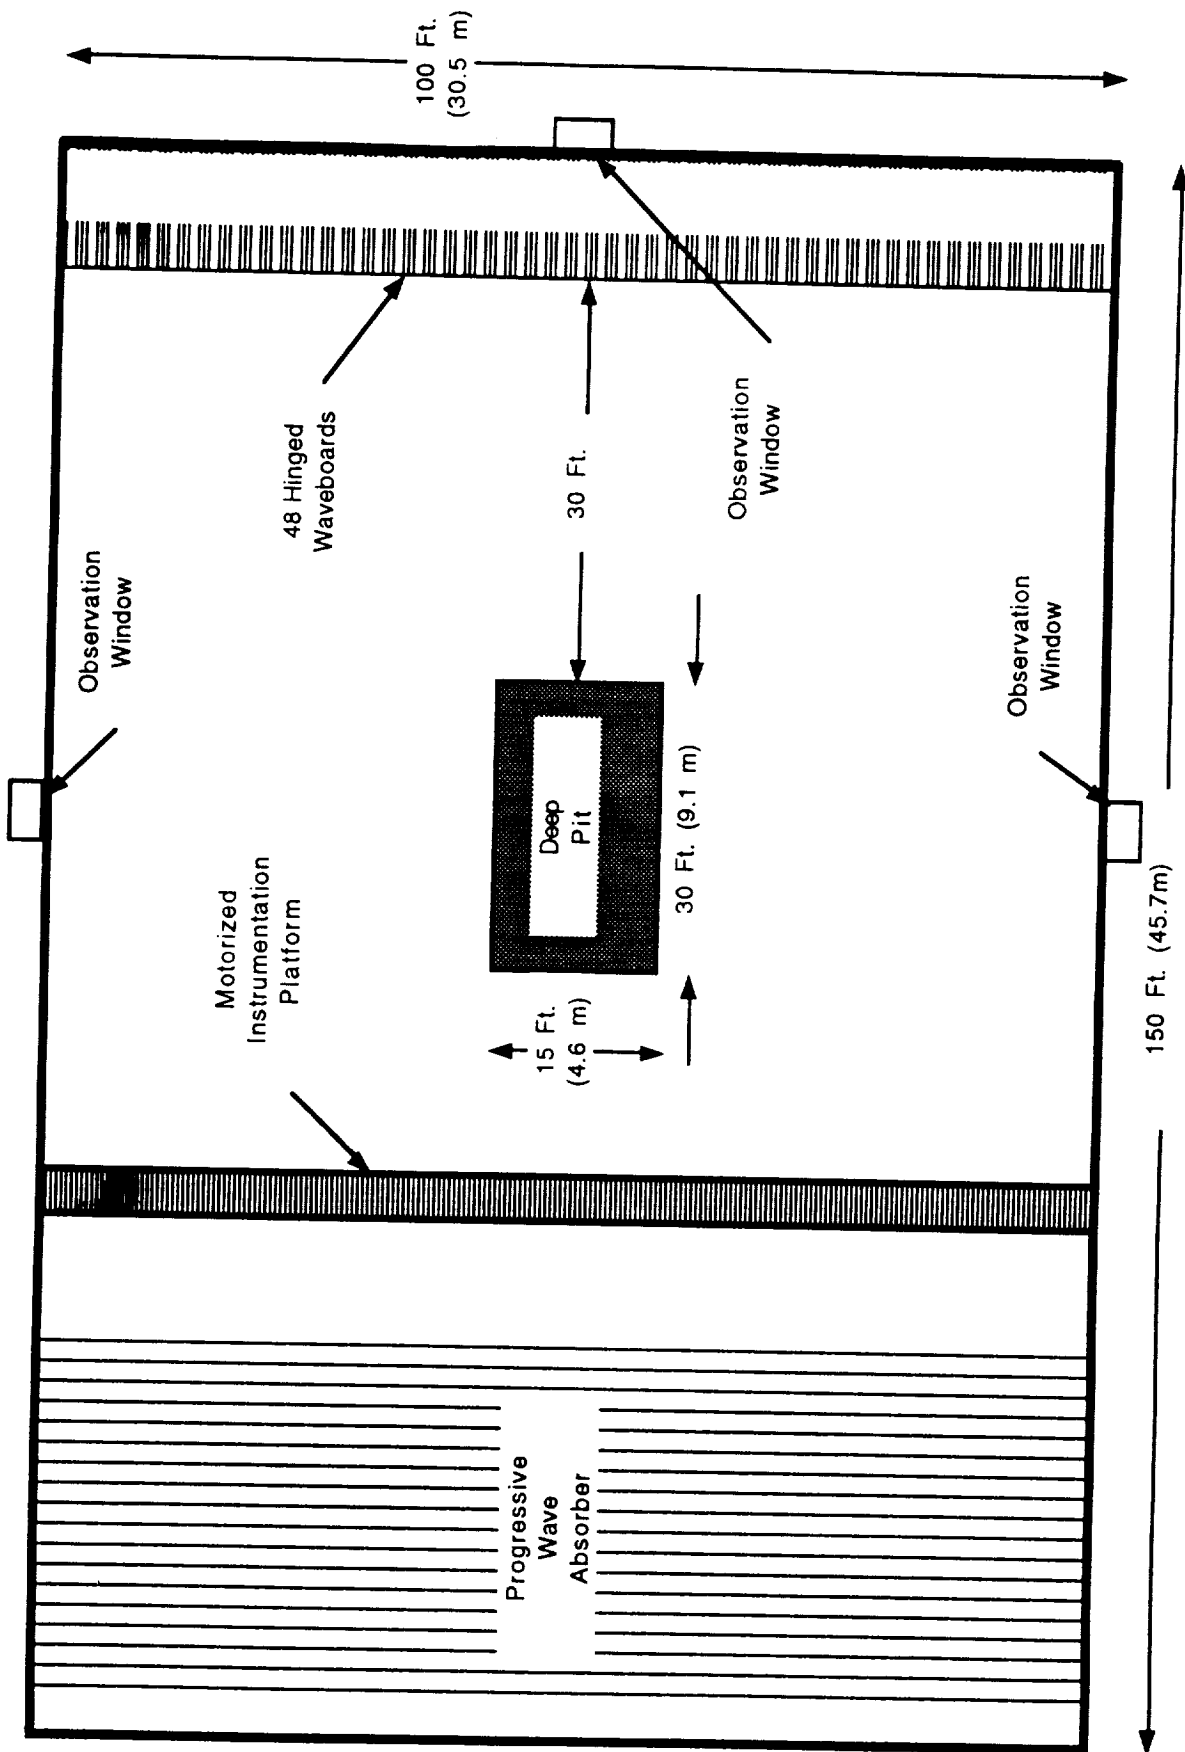 100 Ft.
(30.5 m)
48 Hinged
Waveboards
Observation
Window
30 Ft.
Observation
Window
Observation
Window
Deep
Pit
30 Ft. (9.1 m)
15 Ft.
(4.6 m)
Motorized
Instrumentation
Platform
150 Ft. (45.7m)
Progressive
Wave
Absorber